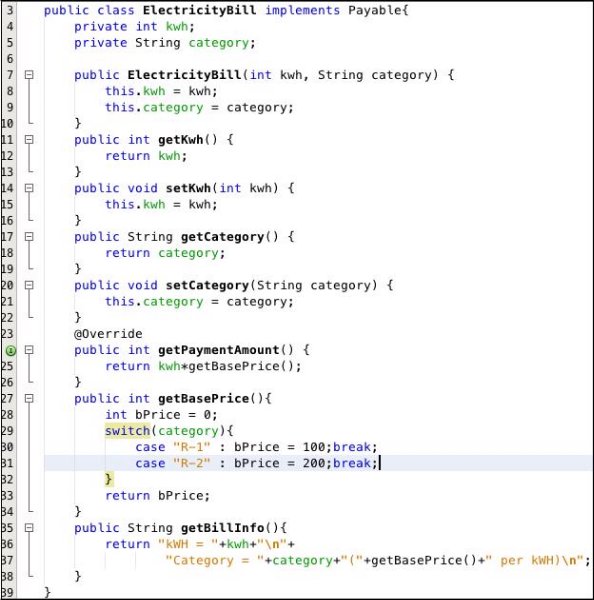 3 public class ElectricityBill implements Payable{
4     private int kwh;
5     private String category;
6
7     public ElectricityBill(int kwh, String category) {
8         this.kwh = kwh;
9         this.category = category;
10     }
11     public int getKwh() {
12         return kwh;
13     }
14     public void setKwh(int kwh) {
15         this.kwh = kwh;
16     }
17     public String getCategory() {
18         return category;
19     }
20     public void setCategory(String category) {
21         this.category = category;
22     }
23     @Override
    public int getPaymentAmount() {
25         return kwh*getBasePrice();
26     }
27     public int getBasePrice(){
28         int bPrice = 0;
29         switch(category){
30             case "R-1" : bPrice = 100;break;
31             case "R-2" : bPrice = 200;break;
32         }
33         return bPrice;
34     }
35     public String getBillInfo(){
36         return "kWH = "+kwh+"\n"+
37                 "Category = "+category+"("+getBasePrice()+" per kWH)\n";
38     }
39 }